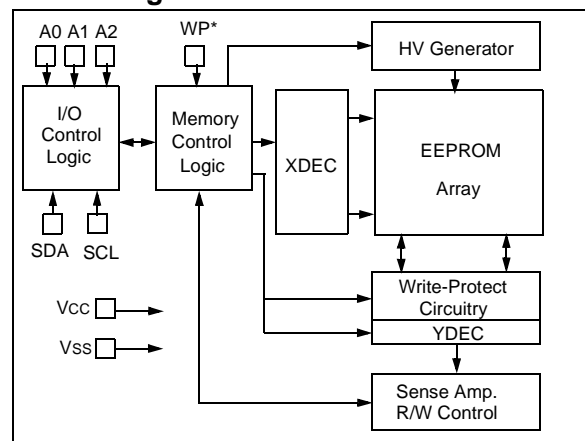 A0 A1 A2
WP*
HV Generator
I/O
Control
Logic
Memory
Control
Logic
XDEC
EEPROM
Array
SDA
SCL
Write-Protect
Circuitry
YDEC
VCC
VSS
Sense Amp.
R/W Control